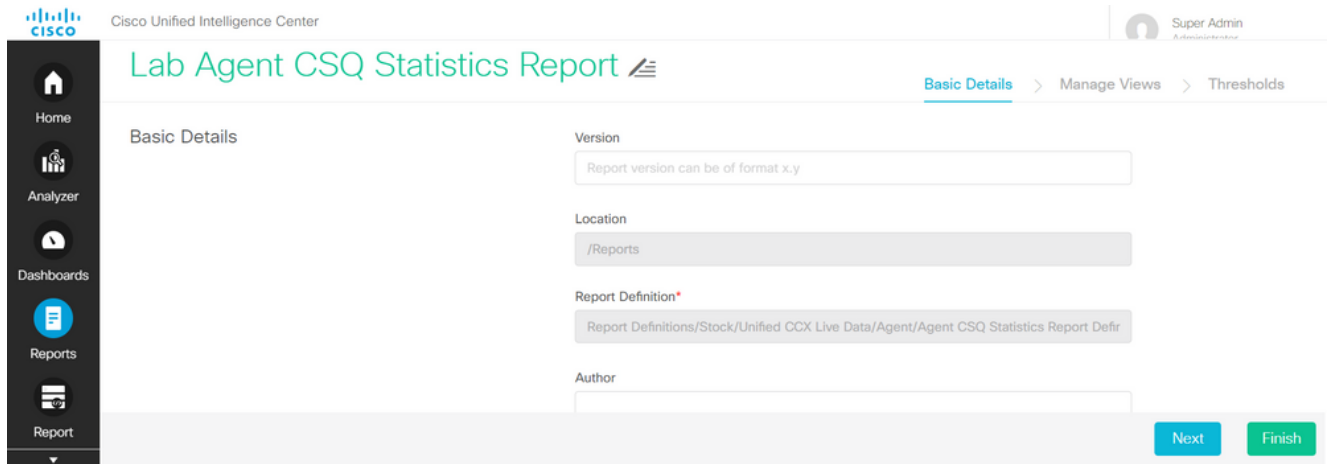 CISCO
Cisco Unified Intelligence Center
Super Admin
Administrator
Lab Agent CSQ Statistics Report
Basic Details > Manage Views > Thresholds
Home
Analyzer
Dashboards
Reports
Report
Basic Details
Version
Report version can be of format x.y
Location
/Reports
Report Definition*
Report Definitions/Stock/Unified CCX Live Data/Agent/Agent CSQ Statistics Report Defir
Author
Next
Finish